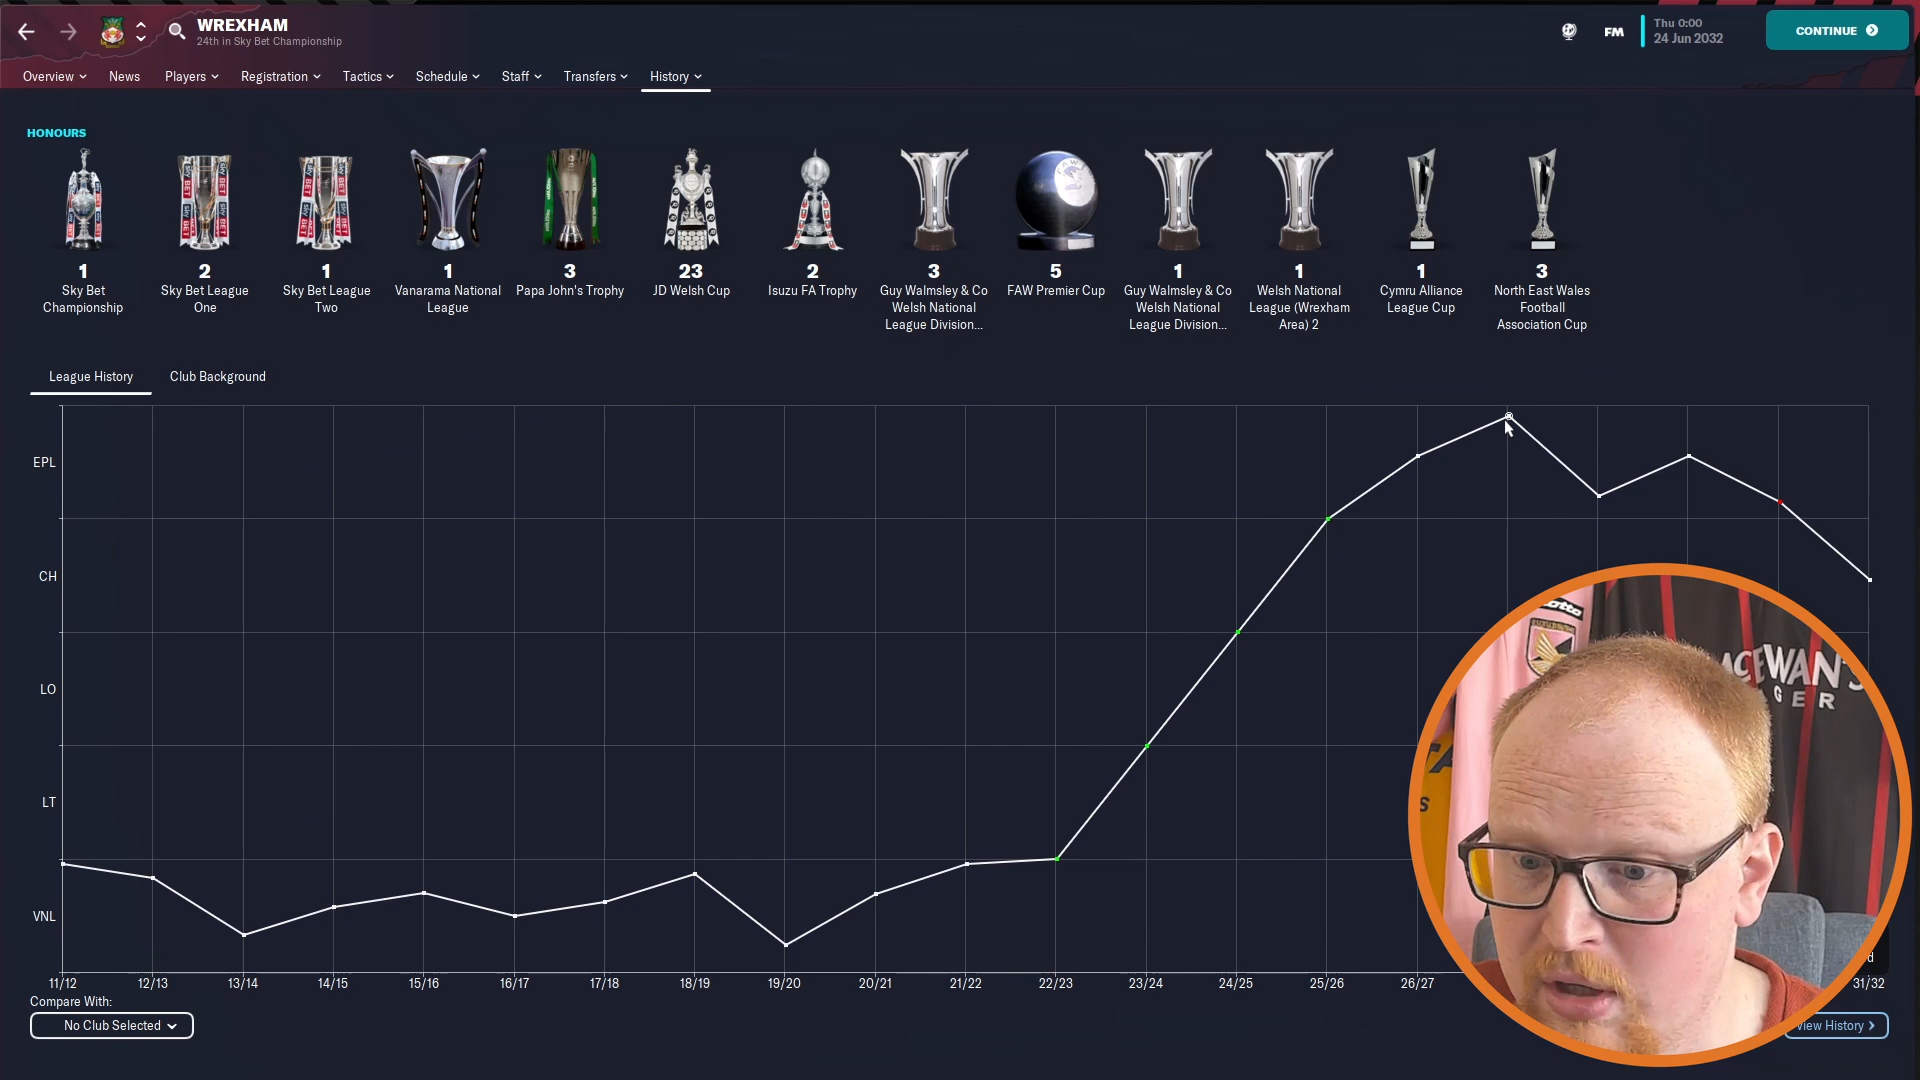 WREXHAM
24th in Sky Bet Championship
FM
Thu 0:00
24 Jun 2032
CONTINUE
Overview
News
Players
Registration
Tactics
Schedule
Staff
Transfers
History
HONOURS
1
Sky Bet
Championship
2
Sky Bet League
One
1
Sky Bet League
Two
1
Vanarama National
League
3
Papa John's Trophy
23
JD Welsh Cup
2
Isuzu FA Trophy
3
Guy Walmsley & Co
Welsh National
League Division...
5
FAW Premier Cup
1
Guy Walmsley & Co
Welsh National
League Division...
1
Welsh National
League (Wrexham
Area) 2
1
Cymru Alliance
League Cup
3
North East Wales
Football
Association Cup
League History
Club Background
EPL
CH
LO
LT
VNL
11/12
12/13
13/14
14/15
15/16
16/17
17/18
18/19
19/20
20/21
21/22
22/23
23/24
24/25
25/26
26/27
31/32
Compare With:
No Club Selected
View History